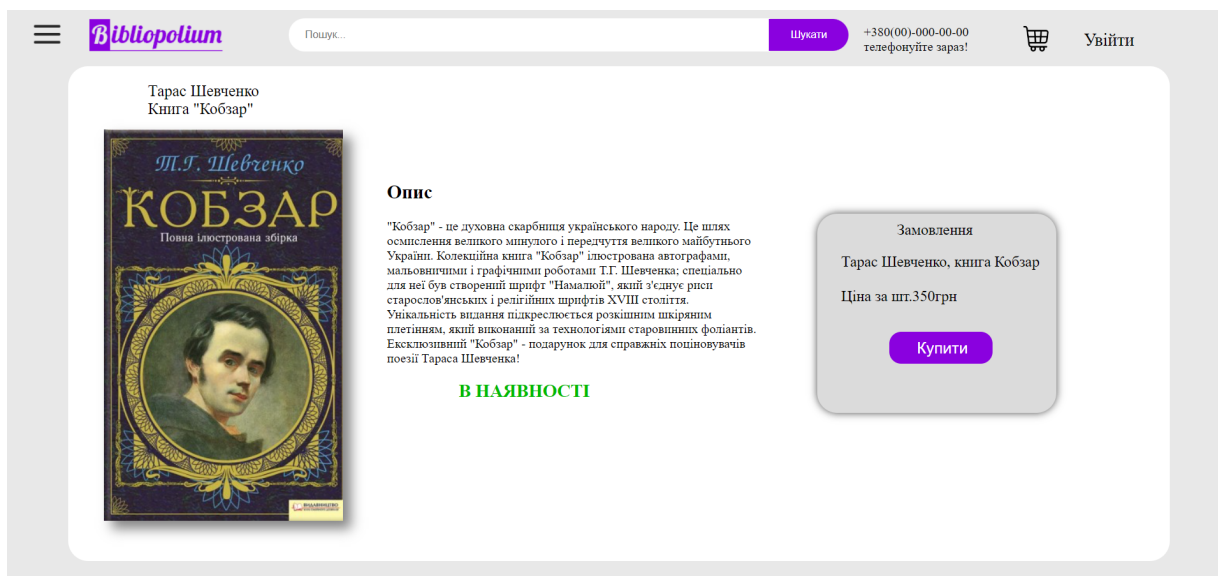 Bibliopolium
Пошук...
Шукати
+380(00)-000-00-00
телефонуйте зараз!
Увійти
Тарас Шевченко
Книга "Кобзар"
Т.Г. Шевченко
КОБЗАР
Повна ілюстрована збірка
Опис
"Кобзар" - це духовна скарбниця українського народу. Це шлях
осмислення великого минулого і передчуття великого майбутнього
України. Колекційна книга "Кобзар" ілюстрована автографами,
мальовничими і графічними роботами Т.Г. Шевченка; спеціально
для неї був створений шрифт "Намалюй", який з'єднує риси
старослов'янських і релігійних шрифтів XVIII століття.
Унікальність видання підкреслюється розкішним шкіряним
плетінням, який виконаний за технологіями старовинних фоліантів.
Ексклюзивний "Кобзар" - подарунок для справжніх поціновувачів
поезії Тараса Шевченка!
В НАЯВНОСТІ
Замовлення
Тарас Шевченко, книга Кобзар
Ціна за шт.350грн
Купити